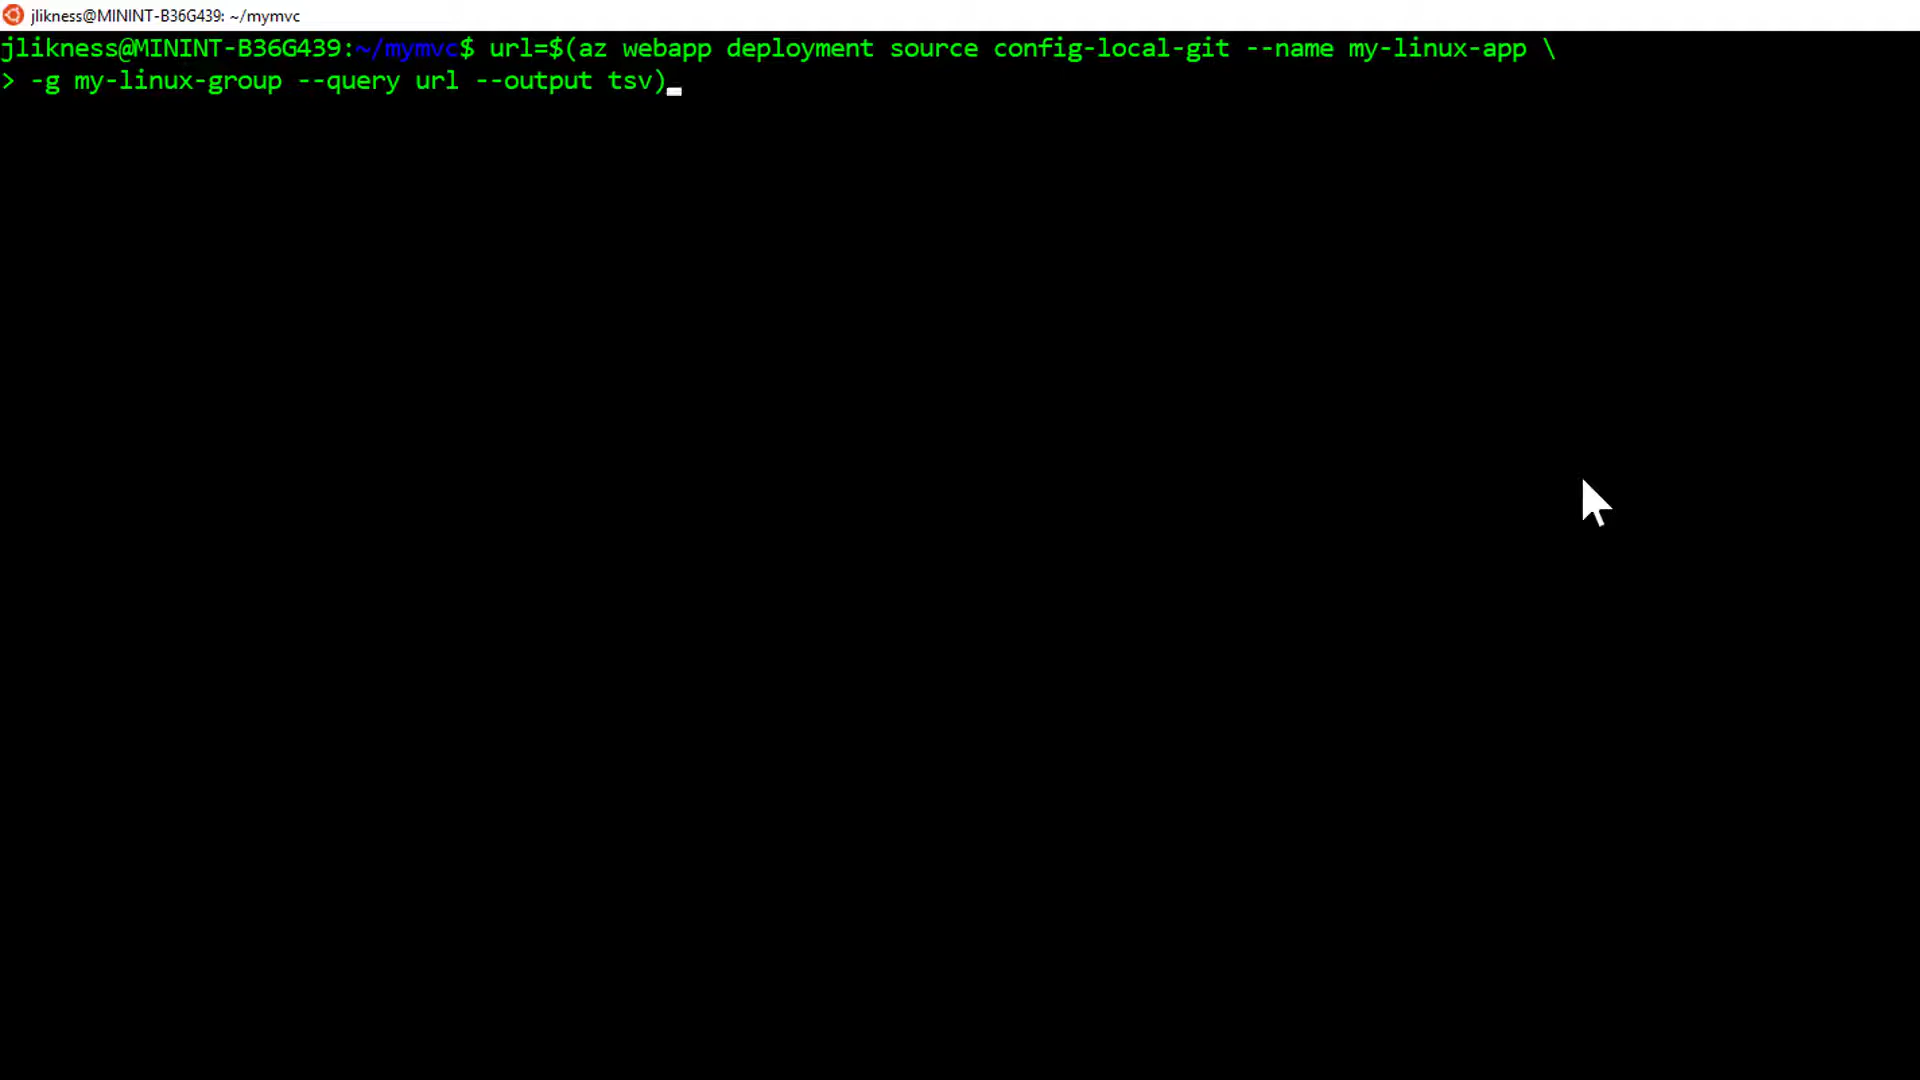 jlikness@MININT-B36G439: ~/mymvc
jlikness@MININT-B36G439:~/mymvc$ url=$(az webapp deployment source config-local-git --name my-linux-app \
> -g my-linux-group --query url --output tsv)